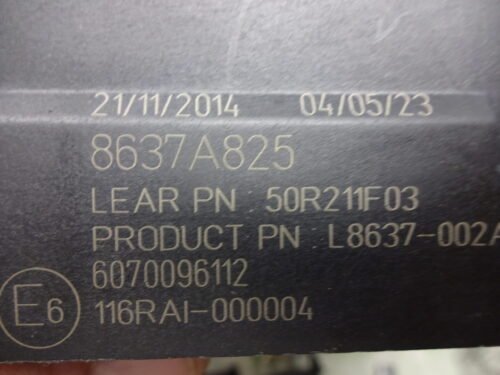 21/11/2014 04/05/23
8637A825
LEAR PN 50R211F03
PRODUCT PN L8637-002A
6070096112
E6 116RAI-000004